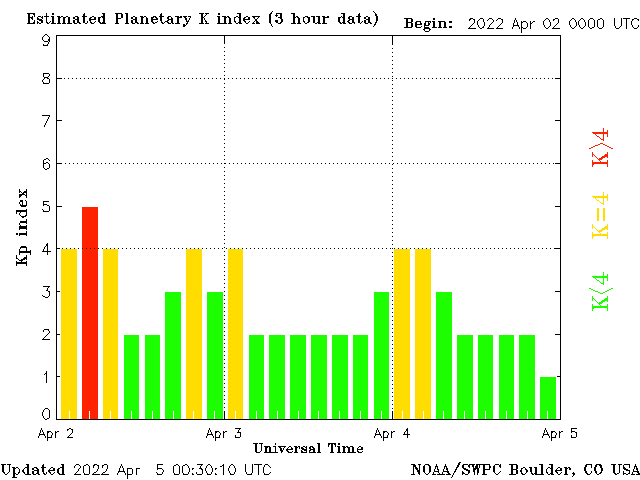 Estimated Planetary K index (3 hour data) Begin: 2022 Apr 02 0000 UTC
9
8
7
6
5
4
3
2
1
0
Kp index
K>4
K=4
K<4
Apr 2 Apr 3 Apr 4 Apr 5
Universal Time
Updated 2022 Apr 5 00:30:10 UTC NOAA/SWPC Boulder, CO USA